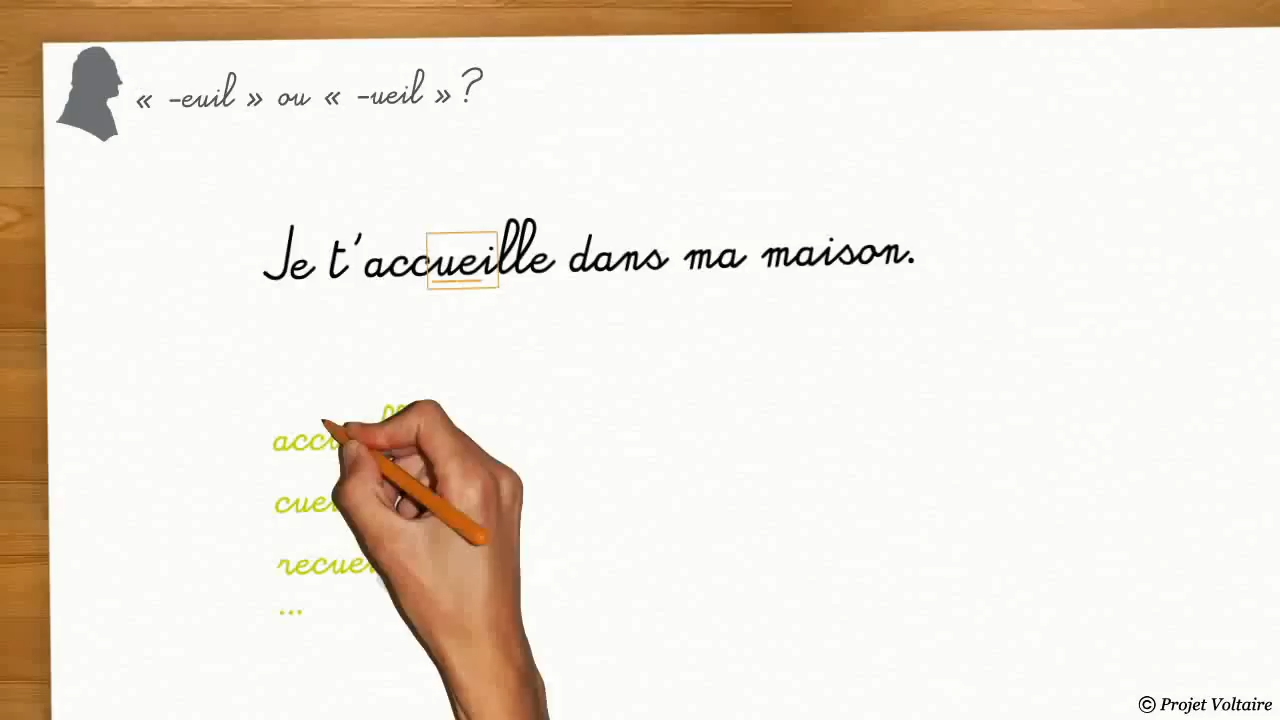 « -euil » ou « -ueil » ?
Je t'accueille dans ma maison.
...
© Projet Voltaire